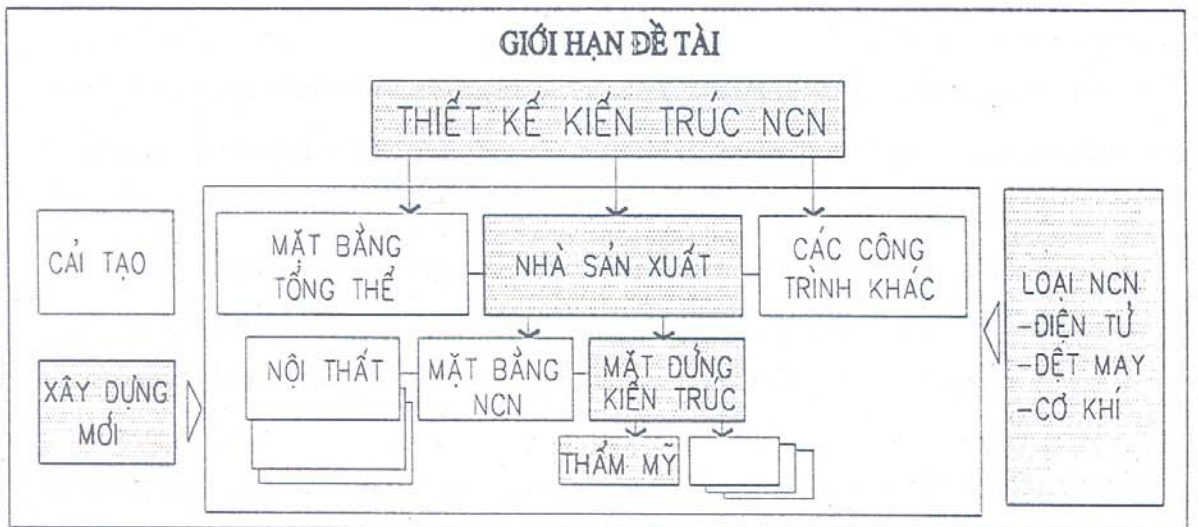 GIỚI HẠN ĐỀ TÀI
THIẾT KẾ KIẾN TRÚC NCN
CẢI TẠO
XÂY DỰNG
MỚI
MẶT BẰNG
TỔNG THỂ
NHÀ SẢN XUẤT
CÁC CÔNG
TRÌNH KHÁC
NỘI THẤT
MẶT BẰNG
NCN
MẶT ĐỨNG
KIẾN TRÚC
THẨM MỸ
LOẠI NCN
-ĐIỆN TỬ
-DỆT MAY
-CƠ KHÍ